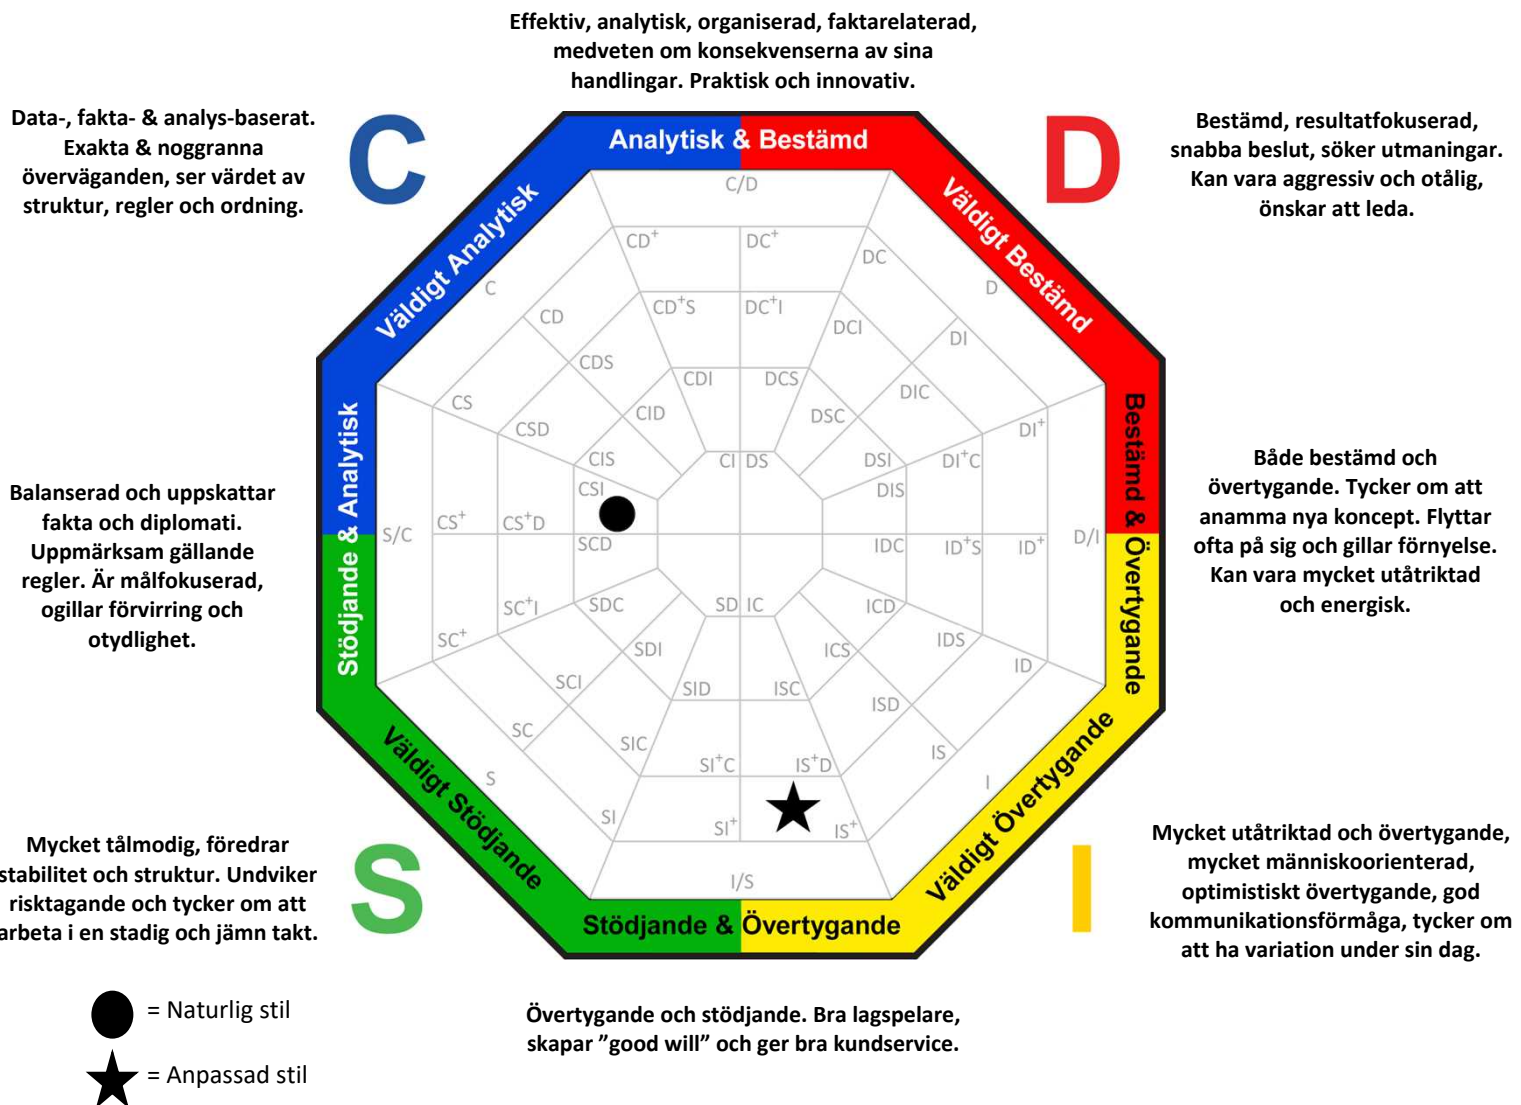 Effektiv, analytisk, organiserad, faktarelaterad,
medveten om konsekvenserna av sina
handlingar. Praktisk och innovativ.
Data-, fakta- & analys-baserat.
Exakta & noggranna
överväganden, ser värdet av
struktur, regler och ordning.
C
D
Bestämd, resultatfokuserad,
snabba beslut, söker utmaningar.
Kan vara aggressiv och otålig,
önskar att leda.
Analytisk & Bestämd
Väldigt Analytisk
Väldigt Bestämd
C/D
CD+
DC+
DC
C
D
CD+S
DC+I
CD
DCI
DI
CDS
CDI
DCS
DIC
CS
CID
DSC
CSD
DI+
CIS
CI
DS
DSI
DI+C
CSI
DIS
Stödjande & Analytisk
Bestämd & Övertygande
S/C
CS+
CS+D
SCD
IDC
ID+S
ID+
D/I
SC+I
SDC
SD
IC
ICD
SC+
SDI
ICS
IDS
ID
SCI
SID
ISC
ISD
SC
SIC
IS
S
SI+C
IS+D
I
SI
SI+
IS+
I/S
Väldigt Stödjande
Väldigt Övertygande
Stödjande & Övertygande
Balanserad och uppskattar
fakta och diplomati.
Uppmärksam gällande
regler. Är målfokuserad,
ogillar förvirring och
otydlighet.
Både bestämd och
övertygande. Tycker om att
anamma nya koncept. Flyttar
ofta på sig och gillar förnyelse.
Kan vara mycket utåtriktad
och energisk.
Mycket tålmodig, föredrar
stabilitet och struktur. Undviker
risktagande och tycker om att
arbeta i en stadig och jämn takt.
S
I
Mycket utåtriktad och övertygande,
mycket människoorienterad,
optimistiskt övertygande, god
kommunikationsförmåga, tycker om
att ha variation under sin dag.
= Naturlig stil
= Anpassad stil
Övertygande och stödjande. Bra lagspelare,
skapar ”good will” och ger bra kundservice.